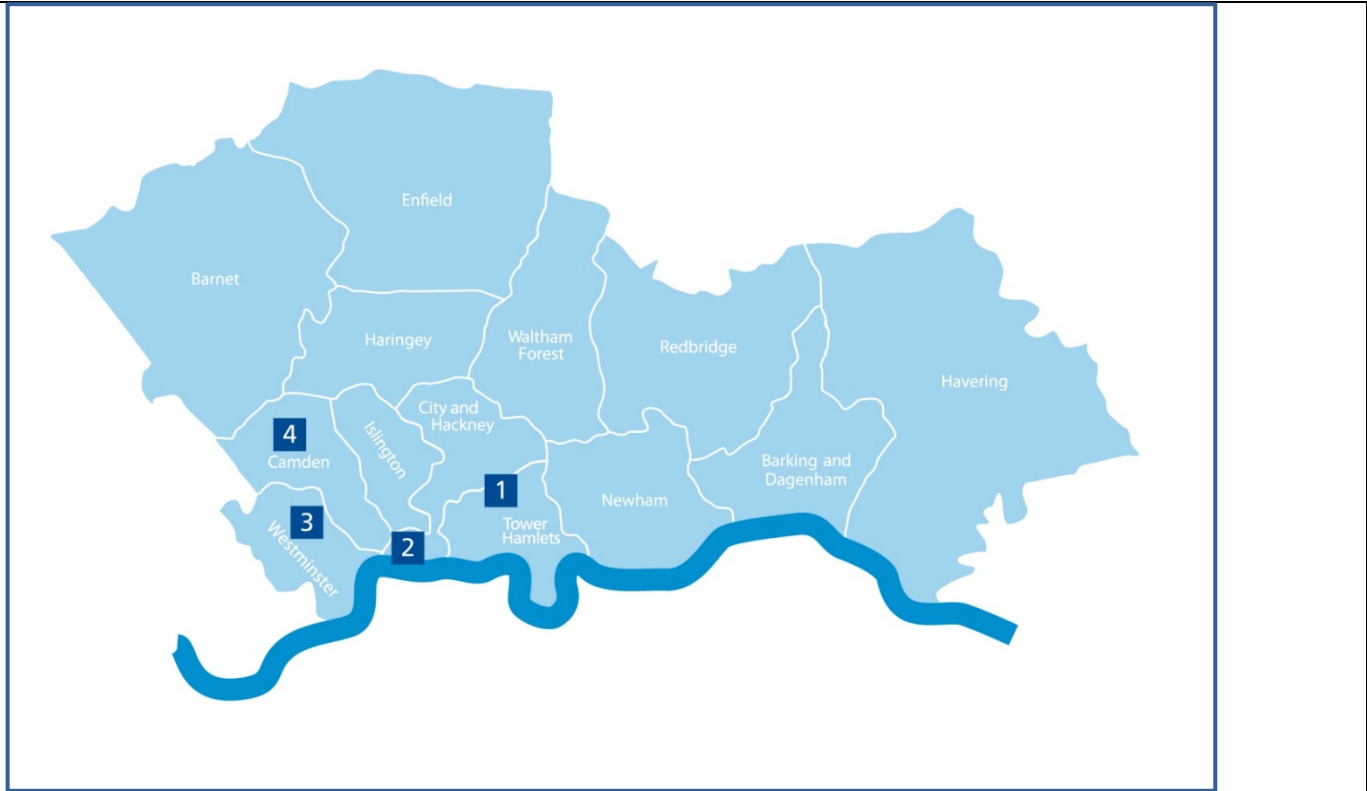 Enfield
Barnet
Haringey
Waltham
Forest
Redbridge
Havering
City and
Hackney
Islington
4
Camden
Barking and
Dagenham
1
Newham
3
Westminster
Tower
Hamlets
2